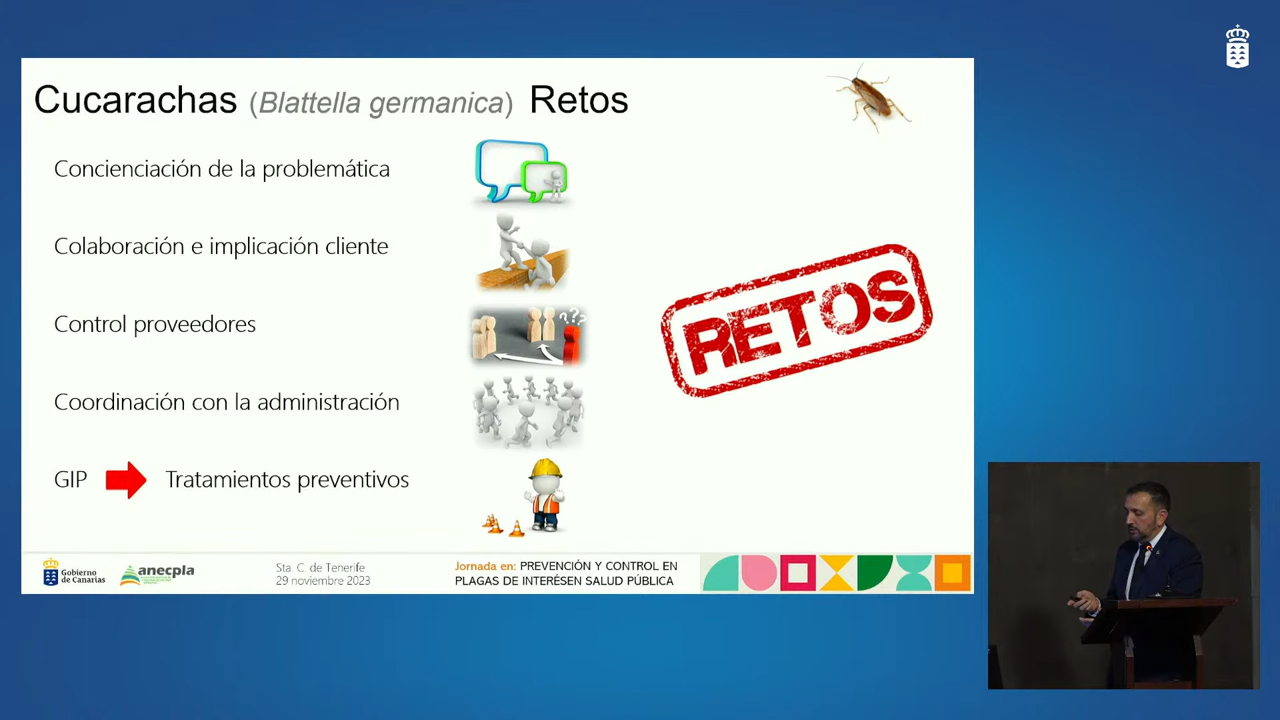 Cucarachas (Blattella germanica) Retos
Concienciación de la problemática
Colaboración e implicación cliente
Control proveedores
???
Coordinación con la administración
GIP Tratamientos preventivos
RETOS
Gobierno
de Canarias
anecpla
Sta. C. de Tenerife
29 noviembre 2023
Jornada en: PREVENCIÓN Y CONTROL EN
PLAGAS DE INTERÉSEN SALUD PÚBLICA